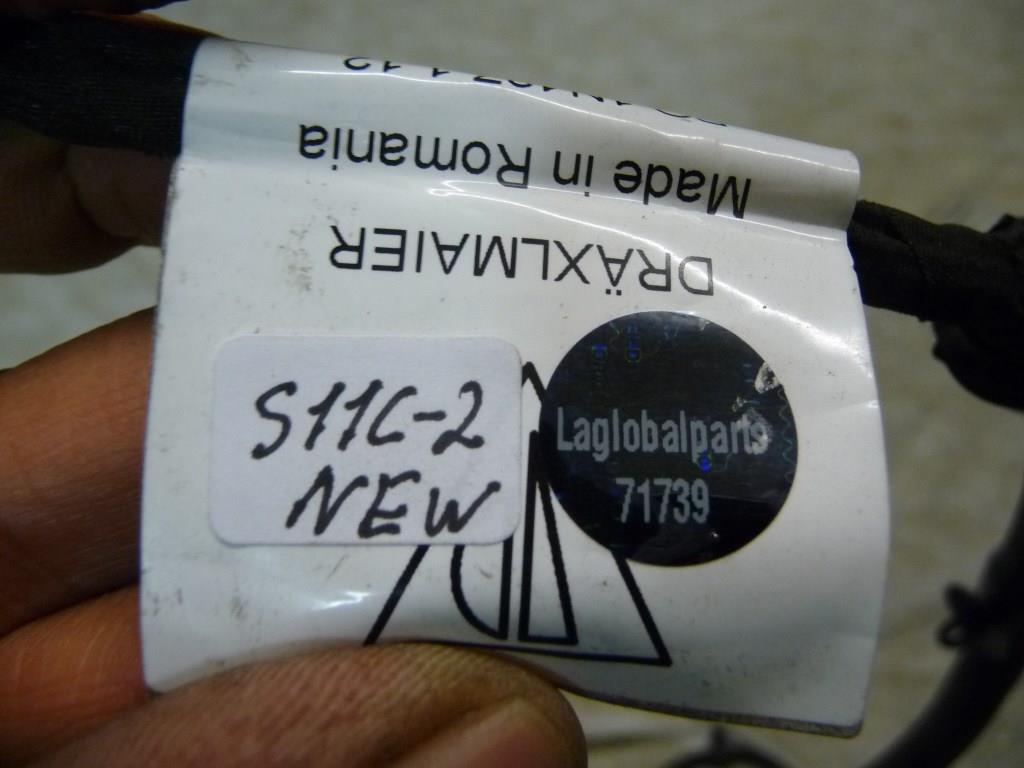 Made in Romania
DRÄXLMAIER
S11C-2
NEW
Laglobalparts
71739